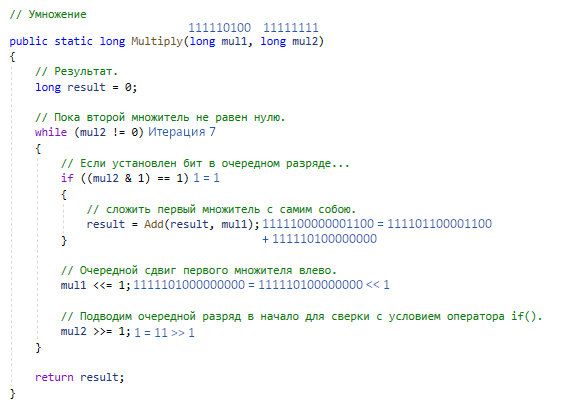 // Умножение
111110100 11111111
public static long Multiply(long mul1, long mul2)
{
// Результат.
long result = 0;
// Пока второй множитель не равен нулю.
while (mul2 != 0) Итерация 7
{
// Если установлен бит в очередном разряде...
if ((mul2 & 1) == 1) 1 = 1
{
// сложить первый множитель с самим собою.
result = Add(result, mul1); 1111100000001100 = 111101100001100
} + 111110100000000
// Очередной сдвиг первого множителя влево.
mul1 <<= 1; 1111101000000000 = 111110100000000 << 1
// Подводим очередной разряд в начало для сверки с условием оператора if().
mul2 >>= 1; 1 = 11 >> 1
}
return result;
}